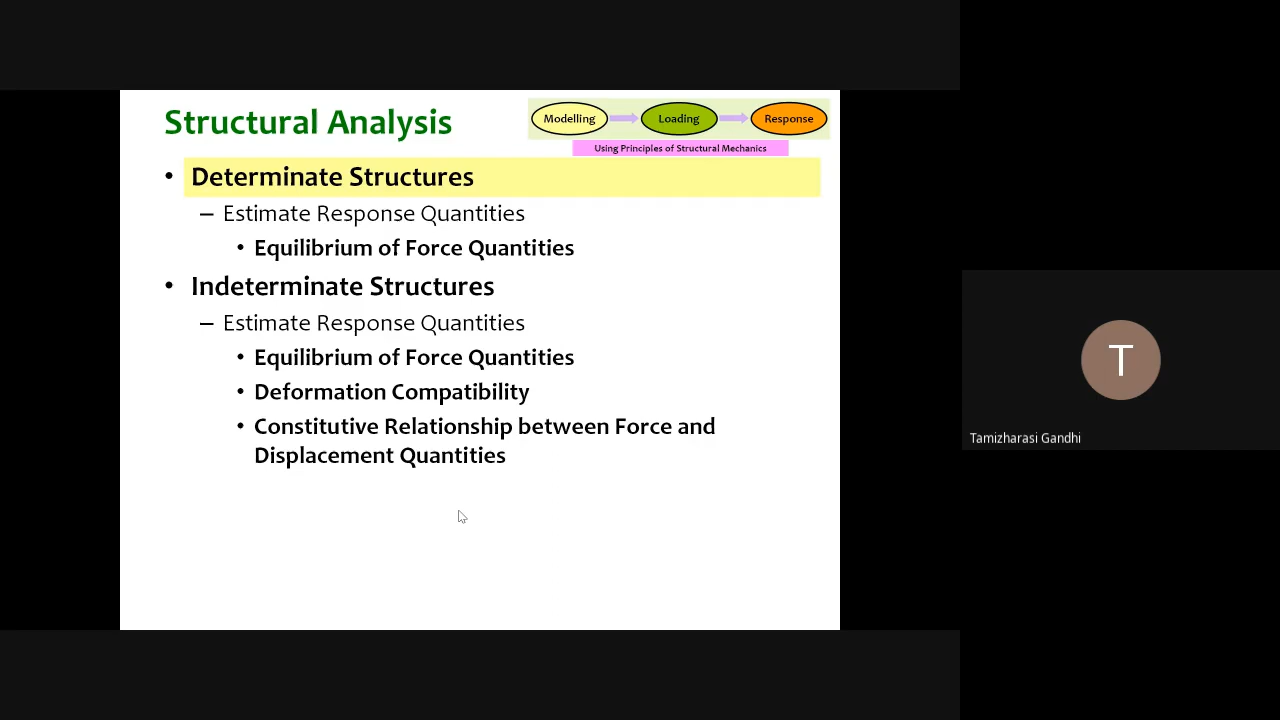 Structural Analysis
Modelling
Loading
Response
Using Principles of Structural Mechanics
• Determinate Structures
– Estimate Response Quantities
• Equilibrium of Force Quantities
• Indeterminate Structures
– Estimate Response Quantities
• Equilibrium of Force Quantities
• Deformation Compatibility
• Constitutive Relationship between Force and
Displacement Quantities
T
Tamizharasi Gandhi